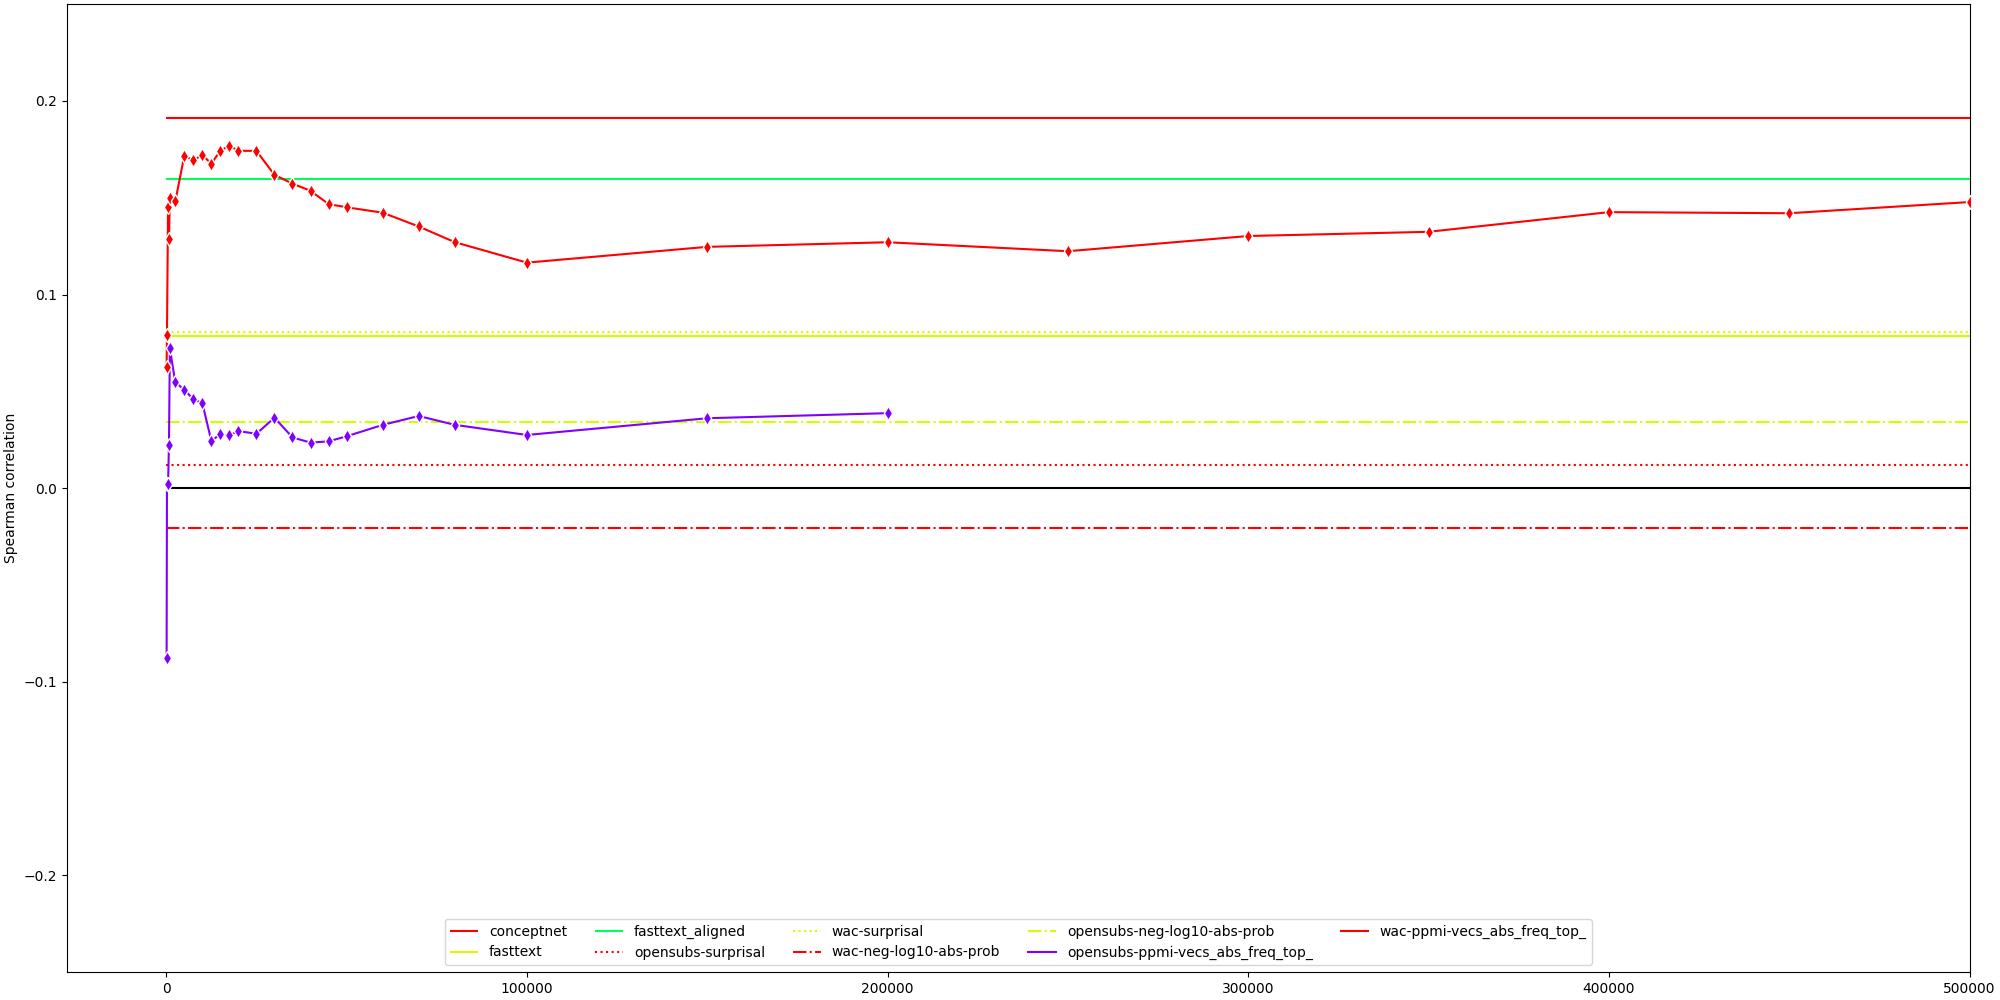 0.2
0.1
0.0
−0.1
−0.2
Spearman correlation
conceptnet
fasttext
fasttext_aligned
opensubs-surprisal
wac-surprisal
wac-neg-log10-abs-prob
opensubs-neg-log10-abs-prob
opensubs-ppmi-vecs_abs_freq_top_
wac-ppmi-vecs_abs_freq_top_
0 100000 200000 300000 400000 500000